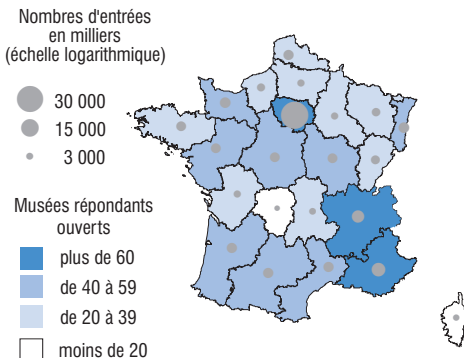 Nombres d'entrées
en milliers
(échelle logarithmique)
30 000
15 000
3 000
Musées répondants
ouverts
plus de 60
de 40 à 59
de 20 à 39
moins de 20